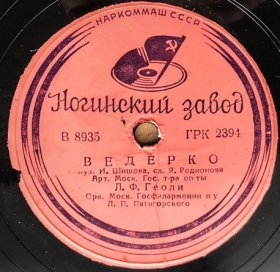 НАРКОММАШ СССР
Ногинский завод
В 8935 ГРК 2394
ВЕДЕРКО
Муз. И. Шишова, сл. Я. Родионова
Арт. Моск. Гос. т-ра оп-ты
Л. Ф. Геоли
Орк. Моск. Госфилармонии п/у
Л. П. Пятигорского